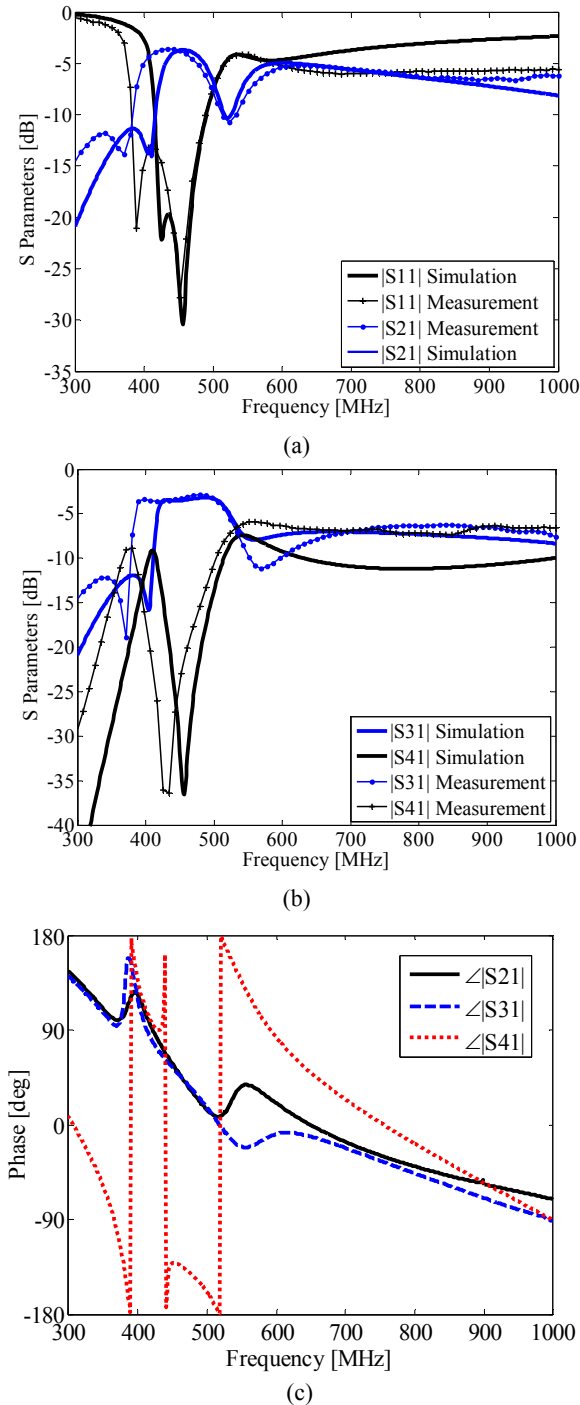 0
-5
-10
-15
-20
-25
-30
-35
S Parameters [dB]
|S11| Simulation
|S11| Measurement
|S21| Measurement
|S21| Simulation
300 400 500 600 700 800 900 1000
Frequency [MHz]
(a)
0
-5
-10
-15
-20
-25
-30
-35
-40
S Parameters [dB]
|S31| Simulation
|S41| Simulation
|S31| Measurement
|S41| Measurement
300 400 500 600 700 800 900 1000
Frequency [MHz]
(b)
180
90
0
-90
-180
Phase [deg]
∠|S21|
∠|S31|
∠|S41|
300 400 500 600 700 800 900 1000
Frequency [MHz]
(c)